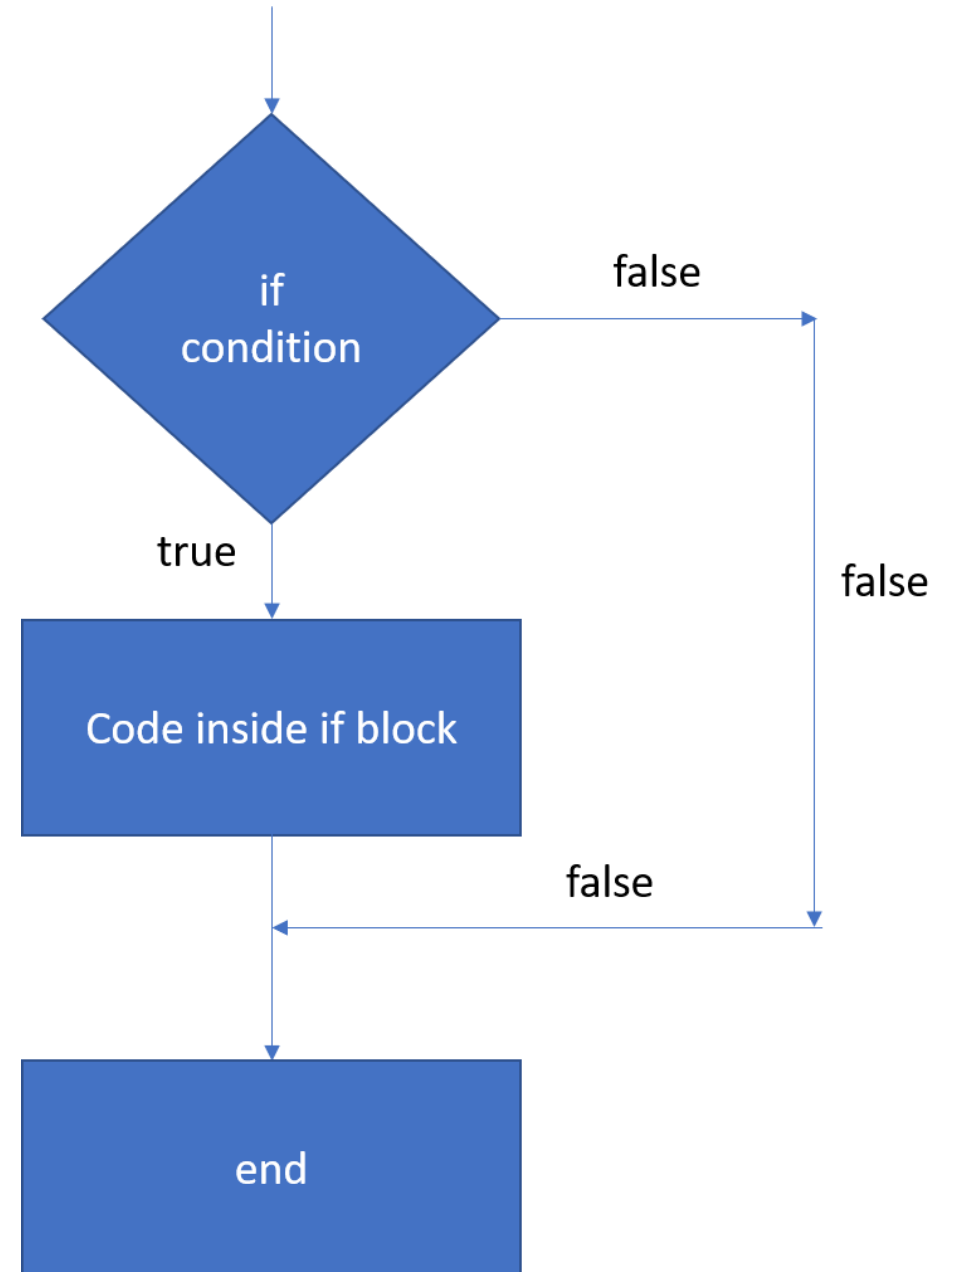 if
condition
false
true
false
Code inside if block
false
end